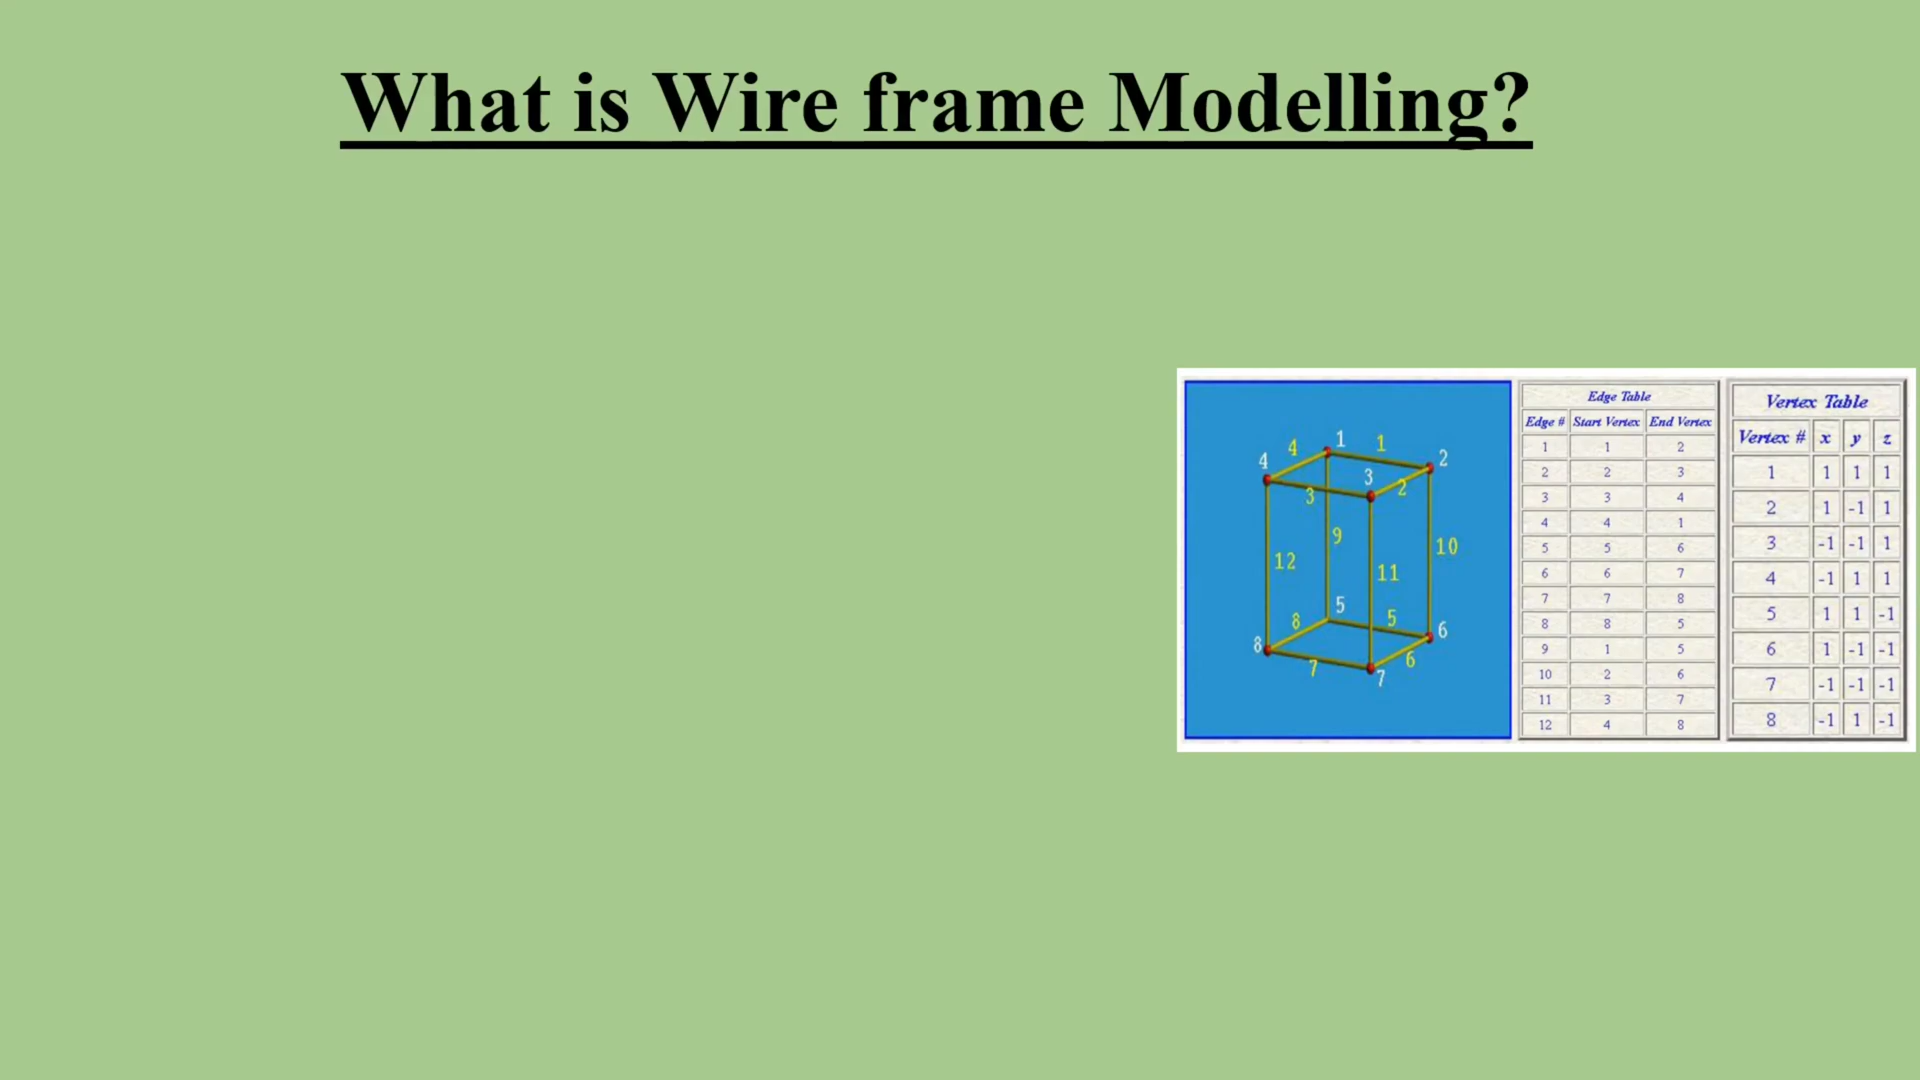 What is Wire frame Modelling?
4 1 1 2
4 3 3 2
9 10
12 11
5
8 5 6
8 7 6
7
Edge Table
Edge # Start Vertex End Vertex
1 1 2
2 2 3
3 3 4
4 4 1
5 5 6
6 6 7
7 7 8
8 8 5
9 1 5
10 2 6
11 3 7
12 4 8
Vertex Table
Vertex # x y z
1 1 1 1
2 1 -1 1
3 -1 -1 1
4 -1 1 1
5 1 1 -1
6 1 -1 -1
7 -1 -1 -1
8 -1 1 -1